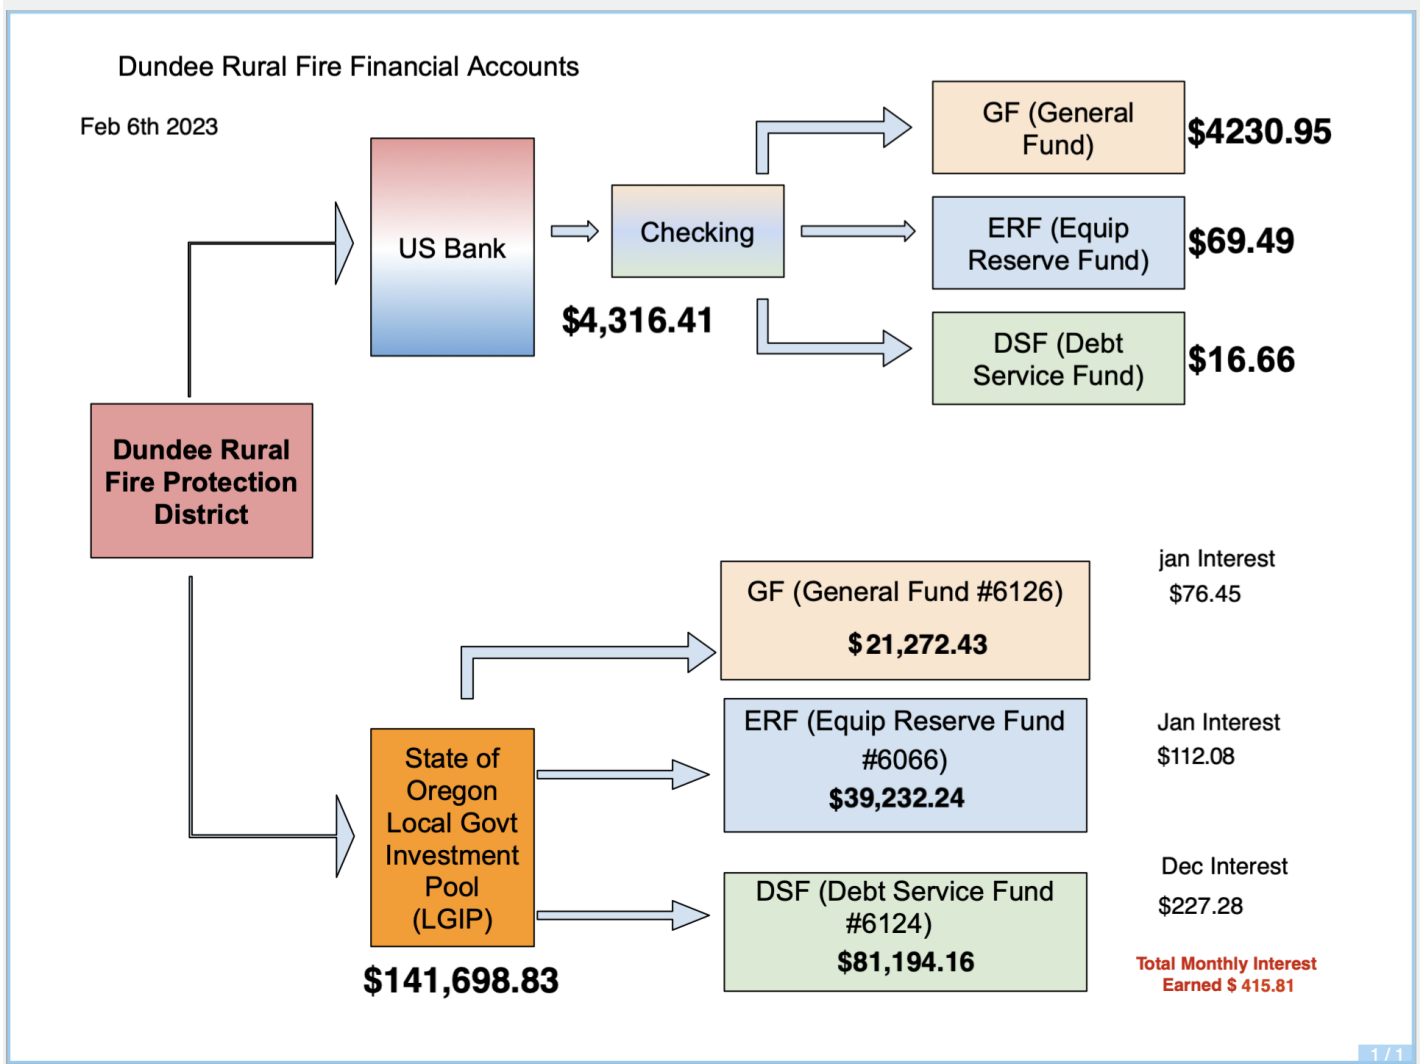 Dundee Rural Fire Financial Accounts
Feb 6th 2023
US Bank
Checking
$4,316.41
GF (General
Fund)
$4230.95
ERF (Equip
Reserve Fund)
$69.49
DSF (Debt
Service Fund)
$16.66
Dundee Rural
Fire Protection
District
State of
Oregon
Local Govt
Investment
Pool
(LGIP)
$141,698.83
GF (General Fund #6126)
$21,272.43
jan Interest
$76.45
ERF (Equip Reserve Fund
#6066)
$39,232.24
Jan Interest
$112.08
DSF (Debt Service Fund
#6124)
$81,194.16
Dec Interest
$227.28
Total Monthly Interest
Earned $ 415.81
1 / 1